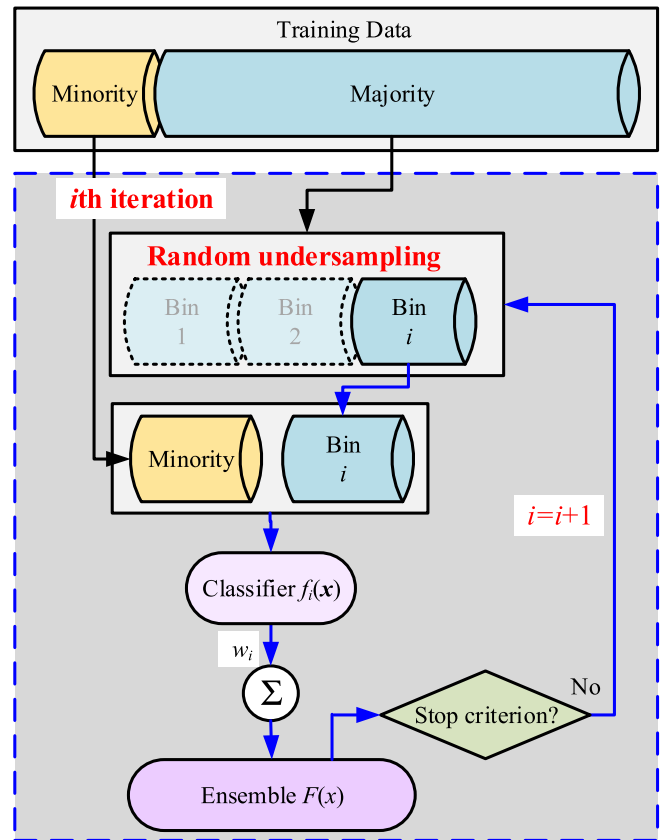 Training Data
Minority
Majority
ith iteration
Random undersampling
Bin
1
Bin
2
Bin
i
Minority
Bin
i
i=i+1
Classifier fᵢ(x)
wᵢ
Σ
No
Stop criterion?
Ensemble F(x)